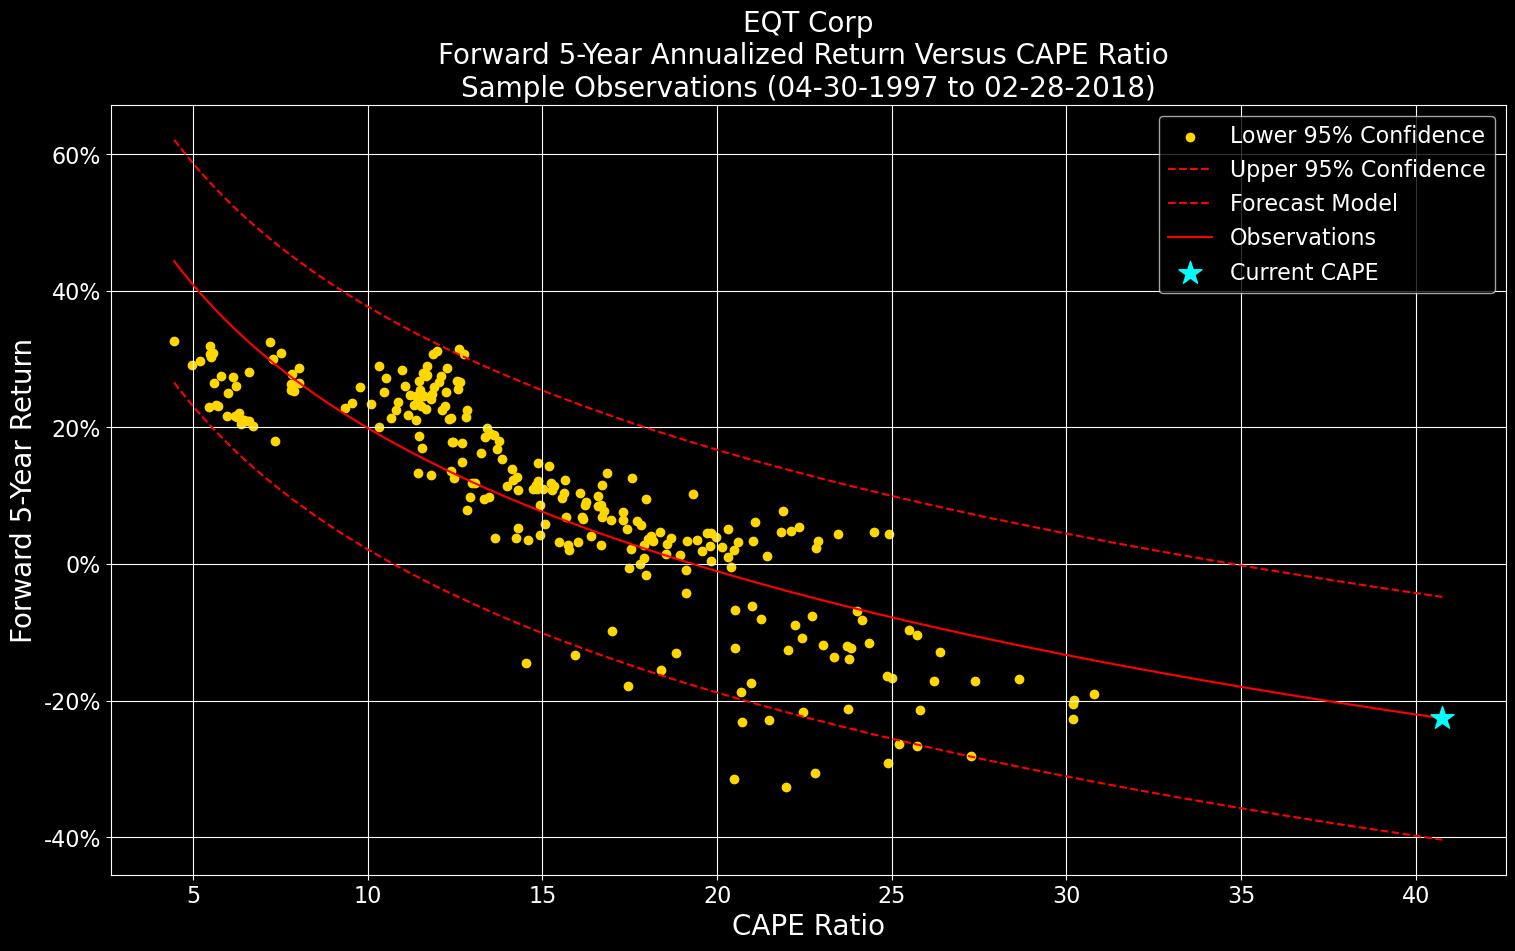 EQT Corp
Forward 5-Year Annualized Return Versus CAPE Ratio
Sample Observations (04-30-1997 to 02-28-2018)
Lower 95% Confidence
Upper 95% Confidence
Forecast Model
Observations
Current CAPE
Forward 5-Year Return
60%
40%
20%
0%
-20%
-40%
5 10 15 20 25 30 35 40
CAPE Ratio